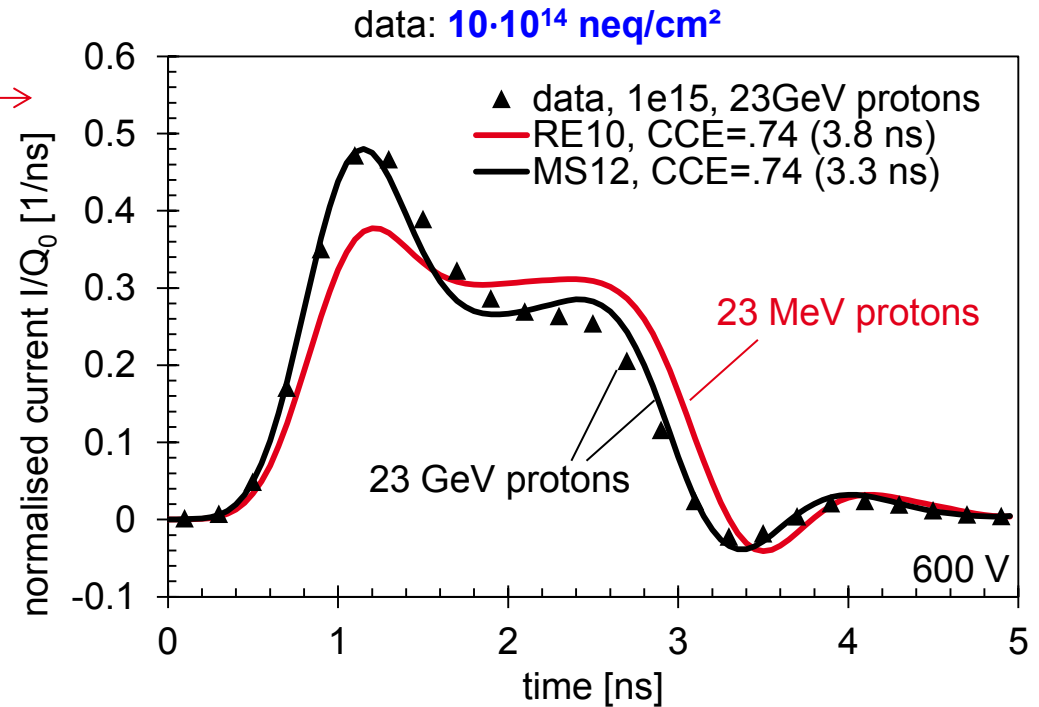 data: 10·10¹⁴ neq/cm²
normalised current I/Q₀ [1/ns]
0.6
0.5
0.4
0.3
0.2
0.1
0
-0.1
data, 1e15, 23GeV protons
RE10, CCE=.74 (3.8 ns)
MS12, CCE=.74 (3.3 ns)
23 MeV protons
23 GeV protons
600 V
0 1 2 3 4 5
time [ns]